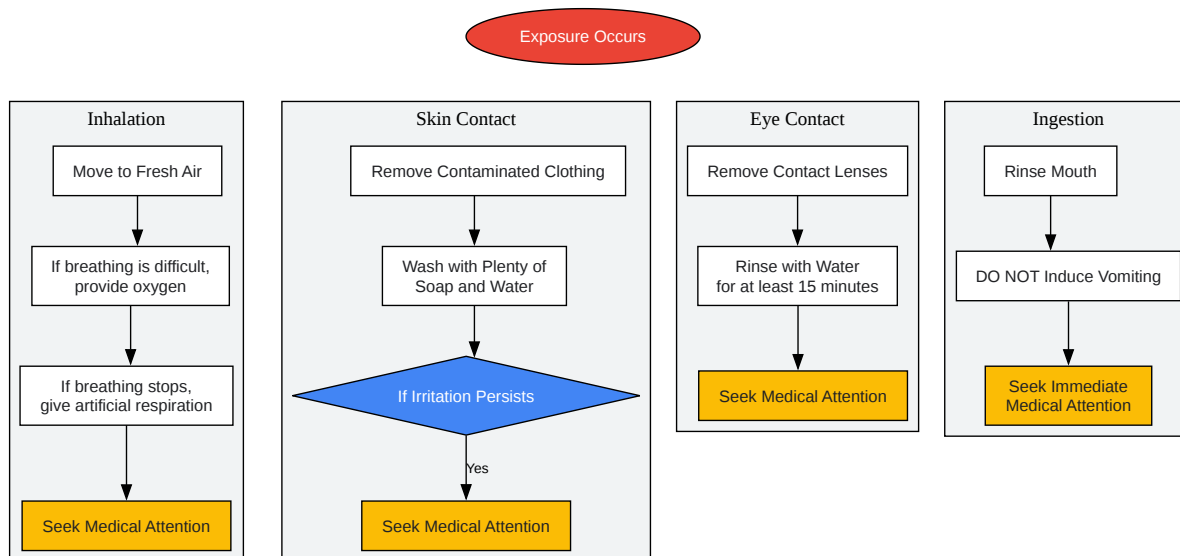 Exposure Occurs
Inhalation
Move to Fresh Air
If breathing is difficult,
provide oxygen
If breathing stops,
give artificial respiration
Seek Medical Attention
Skin Contact
Remove Contaminated Clothing
Wash with Plenty of
Soap and Water
If Irritation Persists
Yes
Seek Medical Attention
Eye Contact
Remove Contact Lenses
Rinse with Water
for at least 15 minutes
Seek Medical Attention
Ingestion
Rinse Mouth
DO NOT Induce Vomiting
Seek Immediate
Medical Attention